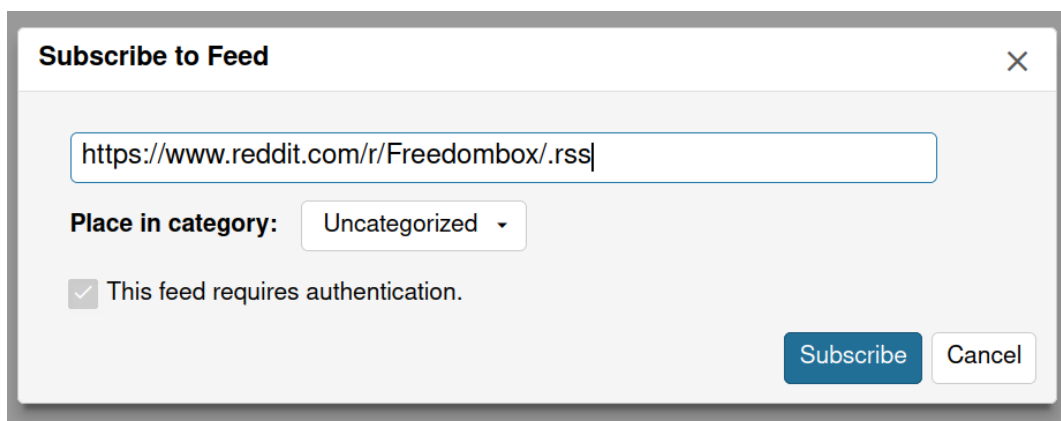 Subscribe to Feed
https://www.reddit.com/r/Freedombox/.rss
Place in category: Uncategorized
This feed requires authentication.
Subscribe Cancel